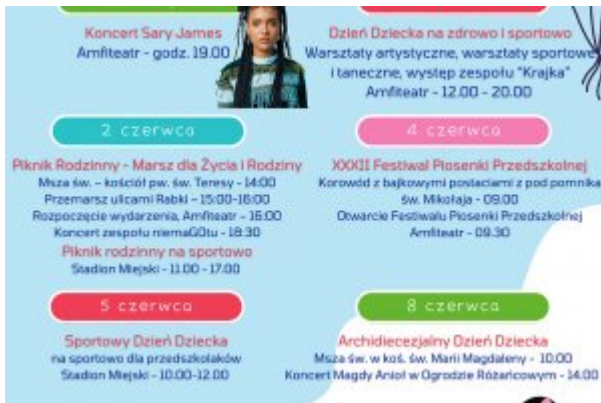 Koncert Sary James
Amfiteatr - godz. 19.00
Dzień Dziecka na zdrowo i sportowo
Warsztaty artystyczne, warsztaty sportowe
i taneczne, występ zespołu "Krajka"
Amfiteatr - 12.00 - 20.00
2 czerwca
Piknik Rodzinny - Marsz dla Życia i Rodziny
Msza św. - kościół pw. św. Teresy - 14:00
Przemarsz ulicami Rabki - 15:00-16:00
Rozpoczęcie wydarzenia, Amfiteatr - 16:00
Koncert zespołu niemaGOtu - 18:30
Piknik rodzinny na sportowo
Stadion Miejski - 11.00 - 17.00
4 czerwca
XXXII Festiwal Piosenki Przedszkolnej
Korowód z bajkowymi postaciami z pod pomnika
św. Mikołaja - 09.00
Otwarcie Festiwalu Piosenki Przedszkolnej
Amfiteatr - 09.30
5 czerwca
Sportowy Dzień Dziecka
na sportowo dla przedszkolaków
Stadion Miejski - 10.00-12.00
8 czerwca
Archidiecezjalny Dzień Dziecka
Msza św. w koś. św. Marii Magdaleny - 10.00
Koncert Magdy Anioł w Ogrodzie Różańcowym - 14.00